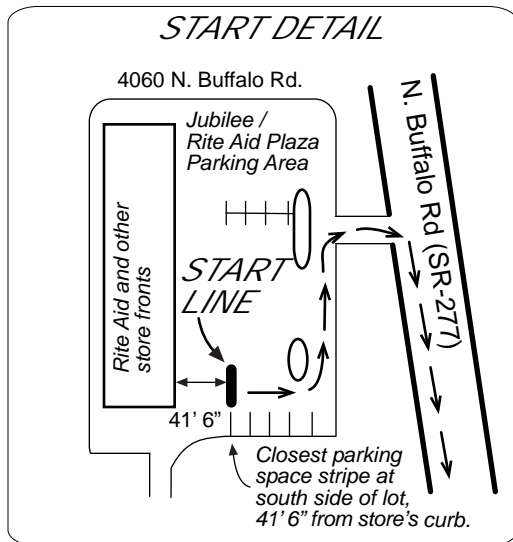 START DETAIL
4060 N. Buffalo Rd.
Jubilee /
Rite Aid Plaza
Parking Area
N. Buffalo Rd (SR-277)
Rite Aid and other
store fronts
START
LINE
41' 6"
Closest parking
space stripe at
south side of lot,
41' 6" from store's curb.